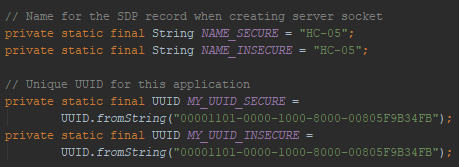 // Name for the SDP record when creating server socket
private static final String NAME_SECURE = "HC-05";
private static final String NAME_INSECURE = "HC-05";
// Unique UUID for this application
private static final UUID MY_UUID_SECURE =
UUID.fromString("00001101-0000-1000-8000-00805F9B34FB");
private static final UUID MY_UUID_INSECURE =
UUID.fromString("00001101-0000-1000-8000-00805F9B34FB");